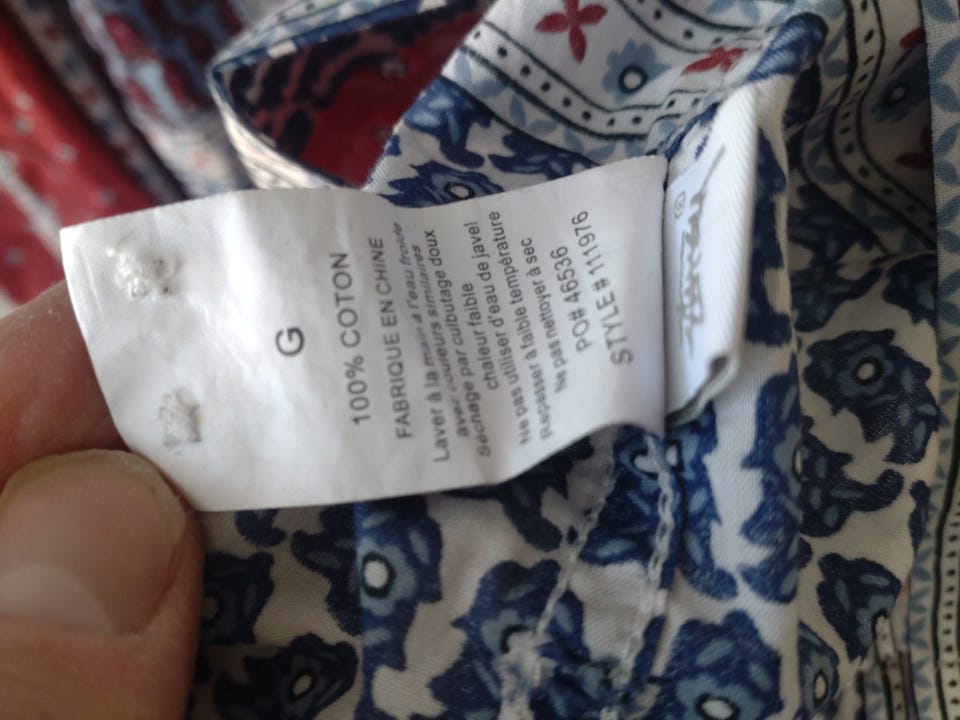 G
100% COTON
FABRIQUE EN CHINE
Laver à la main à l'eau froide
avec couleurs similaires
Séchage par culbutage doux
chaleur faible
Ne pas utiliser d'eau de javel
Repasser à faible température
Ne pas nettoyer à sec
PO# 46536
STYLE# 111976
®